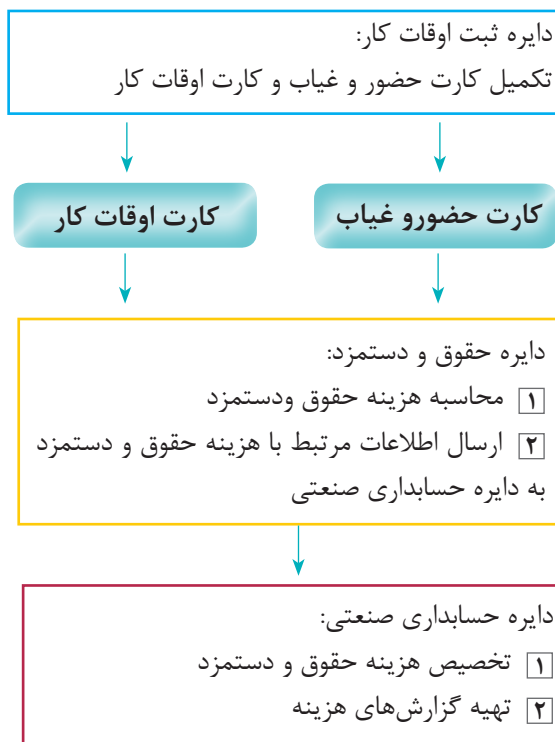 دایره ثبت اوقات کار:
تکمیل کارت حضور و غیاب و کارت اوقات کار
کارت حضورو غیاب
کارت اوقات کار
دایره حقوق و دستمزد:
۱ محاسبه هزینه حقوق ودستمزد
۲ ارسال اطلاعات مرتبط با هزینه حقوق و دستمزد
به دایره حسابداری صنعتی
دایره حسابداری صنعتی:
۱ تخصیص هزینه حقوق و دستمزد
۲ تهیه گزارش‌های هزینه